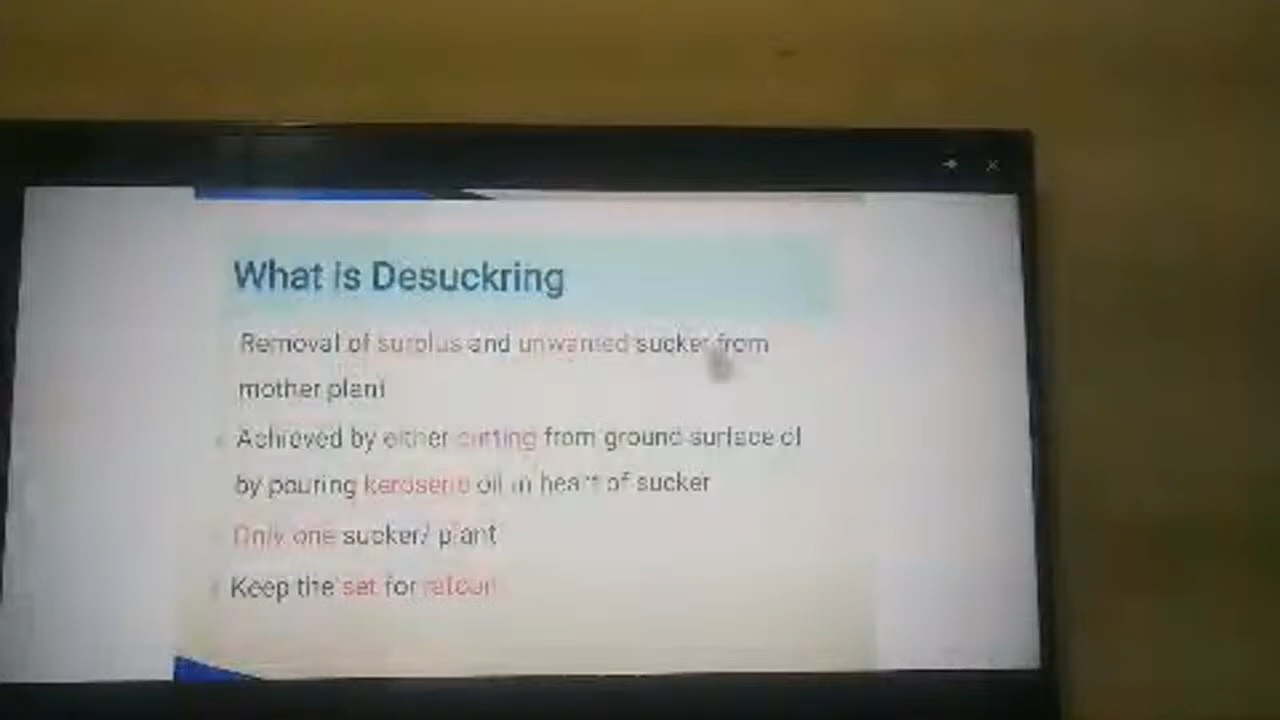 What is Desuckring
Removal of surplus and unwanted sucker from
mother plant
Achieved by either cutting from ground surface of
by pouring kerosene oil in heart of sucker
Only one sucker/ plant
Keep the set for ratoon